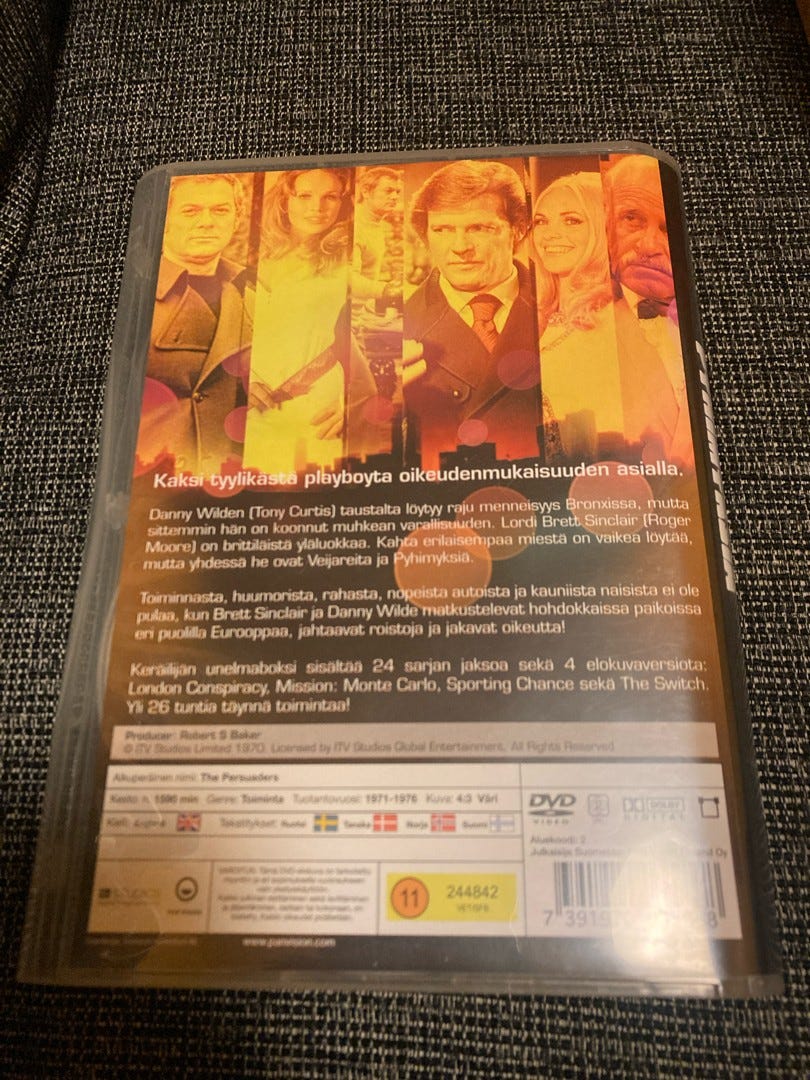 Kaksi tyylikästä playboyta oikeudenmukaisuuden asialla.
Danny Wilden (Tony Curtis) taustalta löytyy raju menneisyys Bronxissa, mutta
sittemmin hän on koonnut muhkean varallisuuden. Lordi Brett Sinclair (Roger
Moore) on brittiläistä yläluokkaa. Kahta erilaisempaa miestä on vaikea löytää,
mutta yhdessä he ovat Veijareita ja Pyhimyksiä.
Toiminnasta, huumorista, rahasta, nopeista autoista ja kauniista naisista ei ole
pulaa, kun Brett Sinclair ja Danny Wilde matkustelevat hohdokkaissa paikoissa
eri puolilla Eurooppaa, jahtaavat roistoja ja jakavat oikeutta!
Keräilijän unelmaboksi sisältää 24 sarjan jaksoa sekä 4 elokuvaversiota:
London Conspiracy, Mission: Monte Carlo, Sporting Chance sekä The Switch.
Yli 26 tuntia täynnä toimintaa!
Producer: Robert S Baker
© ITV Studios Limited 1970. Licensed by ITV Studios Global Entertainment. All Rights Reserved
Alkuperäinen nimi: The Persuaders
Kesto n. 1590 min Genre: Toiminta Tuotantovuosi: 1971-1976 Kuva: 4:3 Väri
Kieli: Englanti Tekstitykset: Ruotsi Tanska Norja Suomi
DVD VIDEO 2 DOLBY DIGITAL
Aluekoodi: 2
Julkaisija Suomessa
11 244842